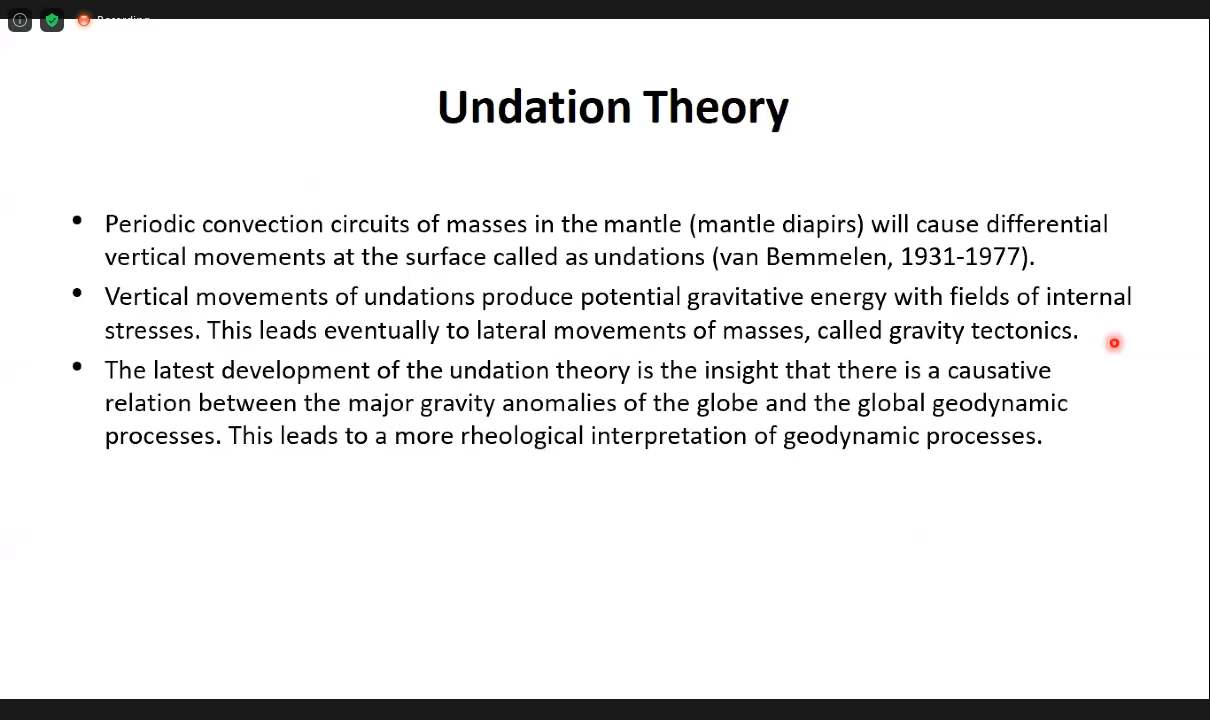 Recording
Undation Theory
• Periodic convection circuits of masses in the mantle (mantle diapirs) will cause differential
vertical movements at the surface called as undations (van Bemmelen, 1931-1977).
• Vertical movements of undations produce potential gravitative energy with fields of internal
stresses. This leads eventually to lateral movements of masses, called gravity tectonics.
• The latest development of the undation theory is the insight that there is a causative
relation between the major gravity anomalies of the globe and the global geodynamic
processes. This leads to a more rheological interpretation of geodynamic processes.